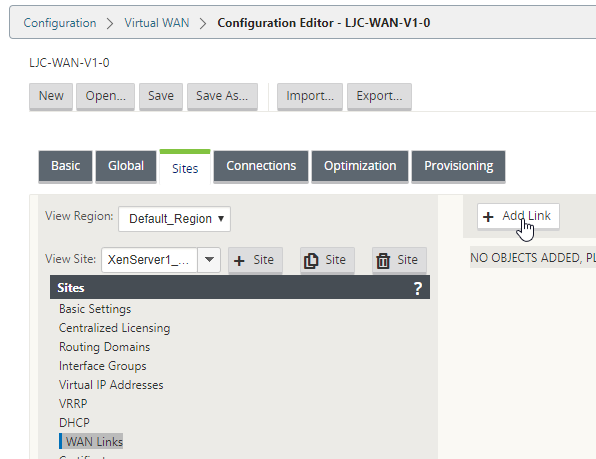 Configuration > Virtual WAN > Configuration Editor - LJC-WAN-V1-0
LJC-WAN-V1-0
New Open... Save Save As... Import... Export...
Basic Global Sites Connections Optimization Provisioning
View Region: Default_Region
+ Add Link
View Site: XenServer1_... + Site Site Site
NO OBJECTS ADDED, PL
Sites ?
Basic Settings
Centralized Licensing
Routing Domains
Interface Groups
Virtual IP Addresses
VRRP
DHCP
WAN Links